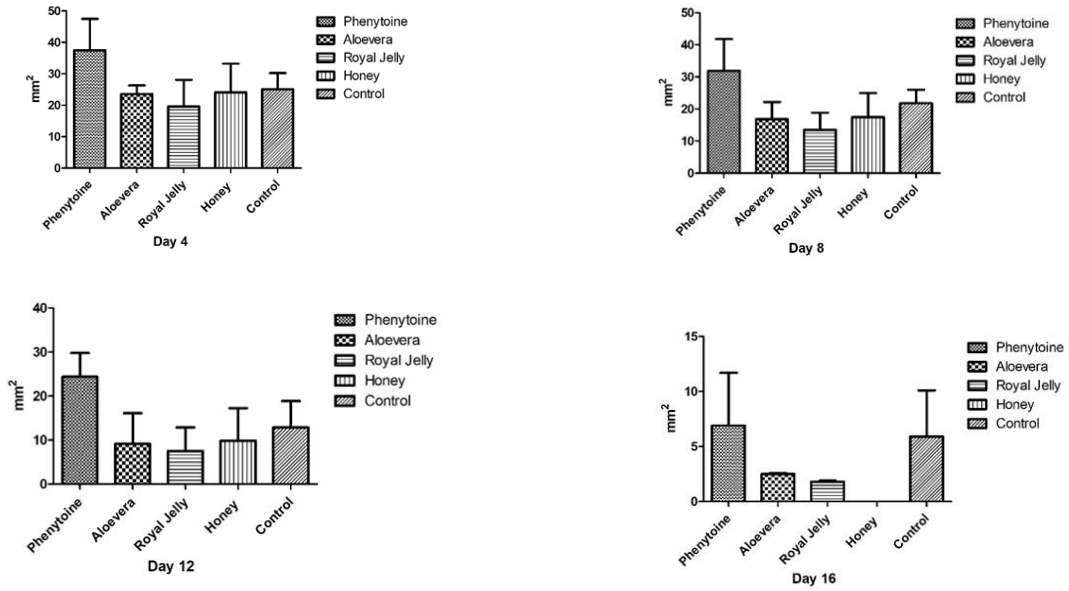 50
40
30
20
10
0
mm²
Phenytoine
Aloevera
Royal Jelly
Honey
Control
Day 4
Phenytoine
Aloevera
Royal Jelly
Honey
Control
50
40
30
20
10
0
mm²
Phenytoine
Aloevera
Royal Jelly
Honey
Control
Day 8
Phenytoine
Aloevera
Royal Jelly
Honey
Control
40
30
20
10
0
mm²
Phenytoine
Aloevera
Royal Jelly
Honey
Control
Day 12
Phenytoine
Aloevera
Royal Jelly
Honey
Control
15
10
5
0
mm²
Phenytoine
Aloevera
Royal Jelly
Honey
Control
Day 16
Phenytoine
Aloevera
Royal Jelly
Honey
Control